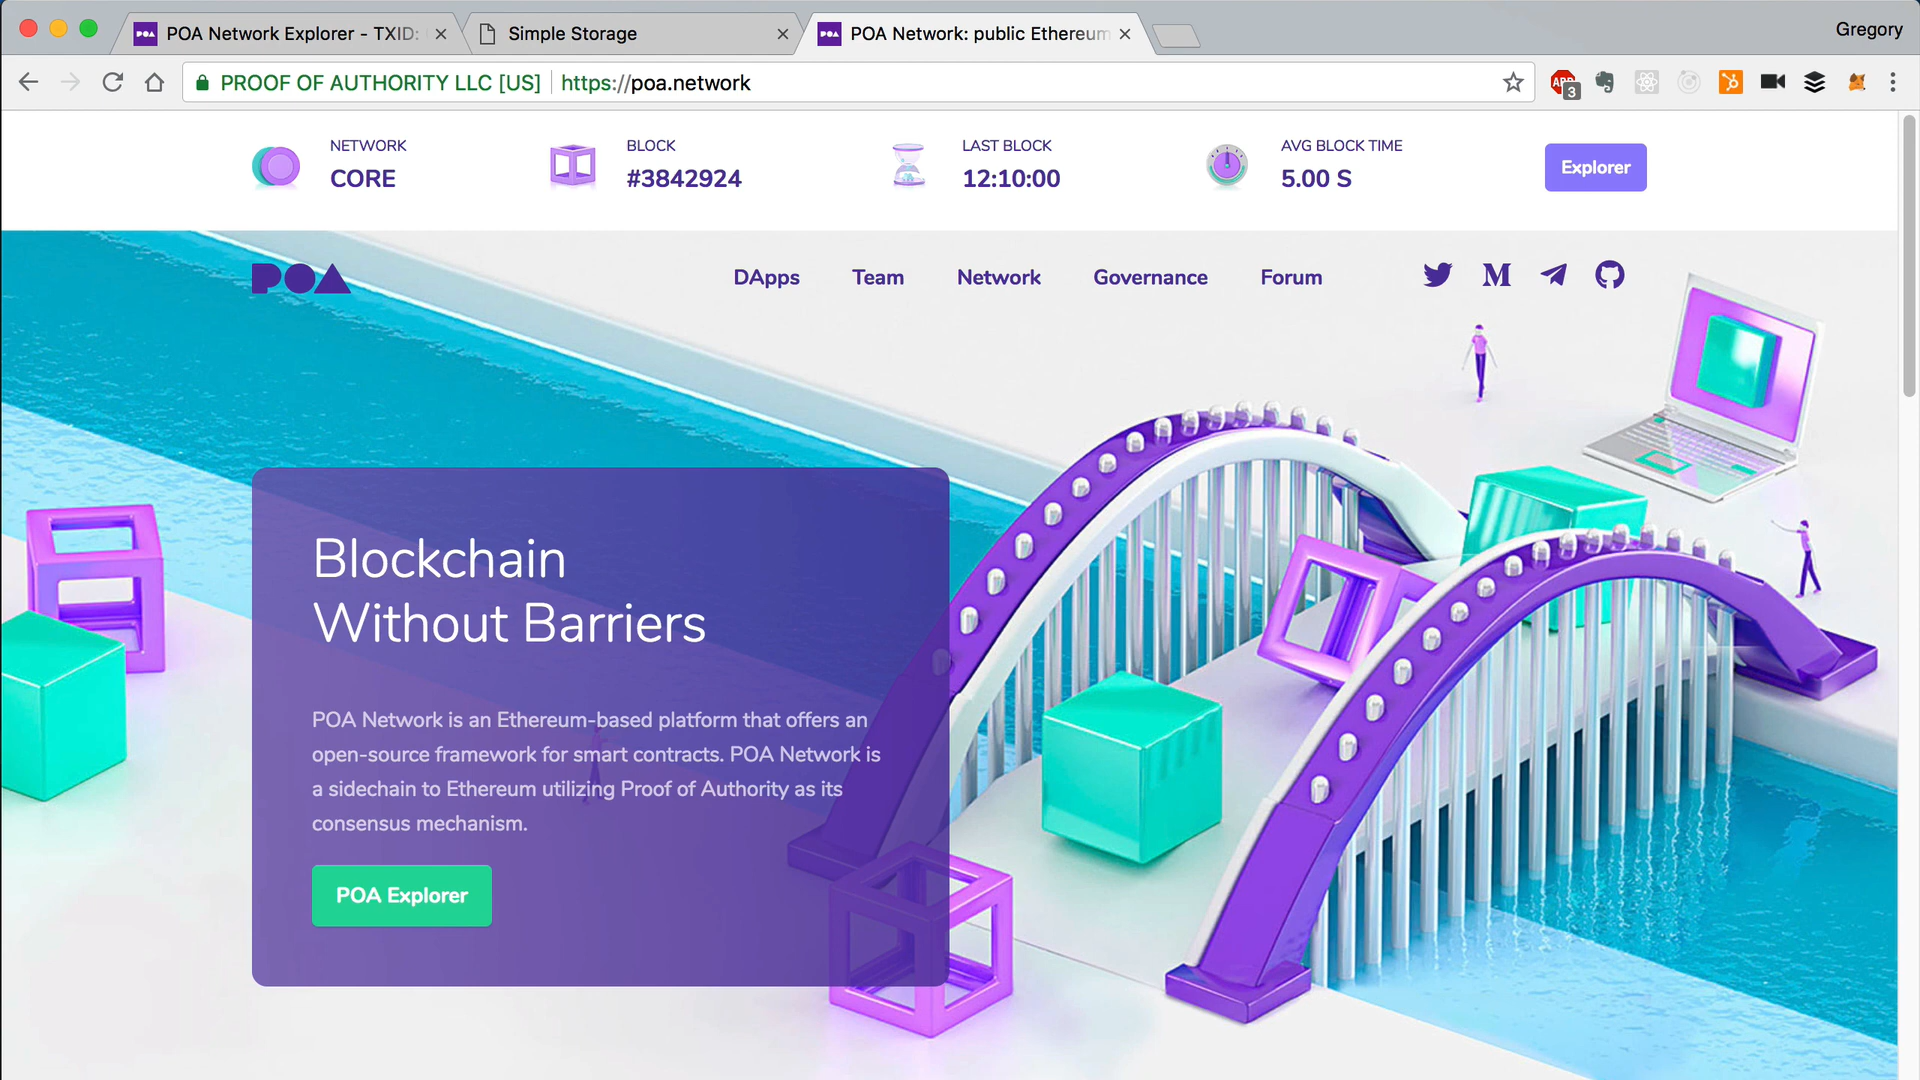 POA Network Explorer - TXID:
Simple Storage
POA Network: public Ethereum
Gregory
PROOF OF AUTHORITY LLC [US]
https://poa.network
ABP
3
NETWORK
CORE
BLOCK
#3842924
LAST BLOCK
12:10:00
AVG BLOCK TIME
5.00 S
Explorer
POA
DApps
Team
Network
Governance
Forum
Blockchain
Without Barriers
POA Network is an Ethereum-based platform that offers an
open-source framework for smart contracts. POA Network is
a sidechain to Ethereum utilizing Proof of Authority as its
consensus mechanism.
POA Explorer